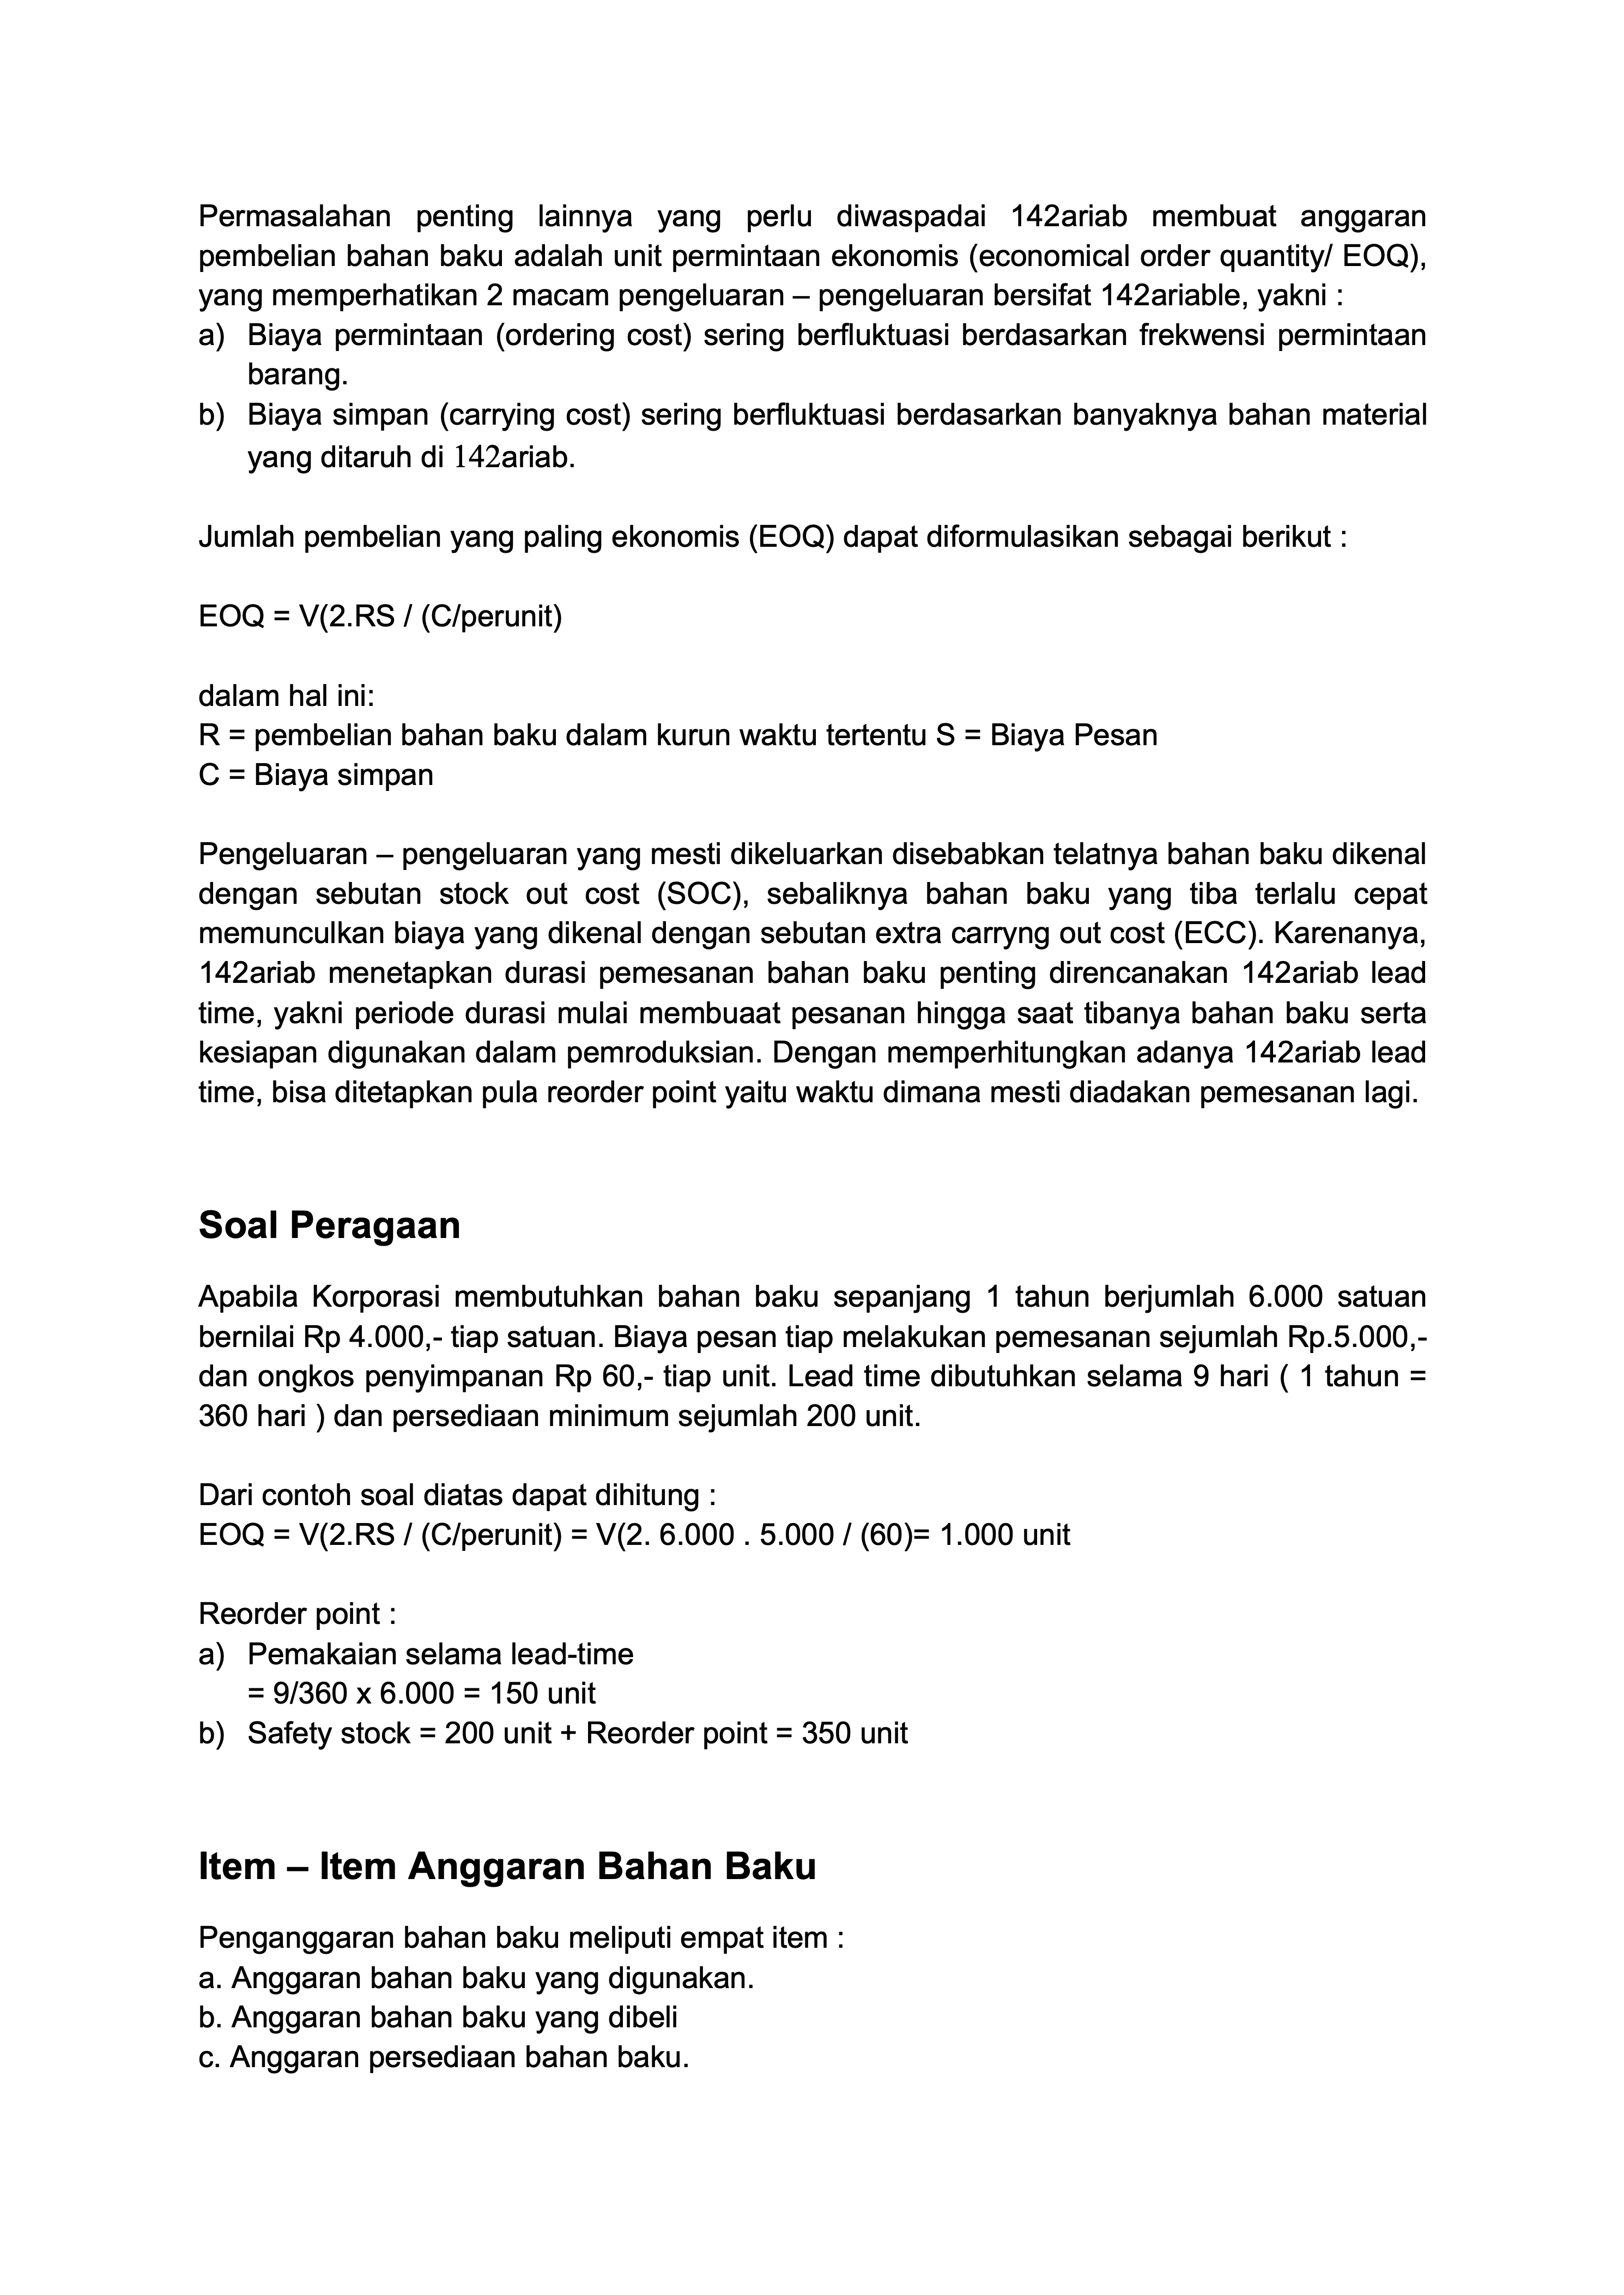 Permasalahan penting lainnya yang perlu diwaspadai 142ariab membuat anggaran
pembelian bahan baku adalah unit permintaan ekonomis (economical order quantity/ EOQ),
yang memperhatikan 2 macam pengeluaran – pengeluaran bersifat 142ariable, yakni :
a) Biaya permintaan (ordering cost) sering berfluktuasi berdasarkan frekwensi permintaan
barang.
b) Biaya simpan (carrying cost) sering berfluktuasi berdasarkan banyaknya bahan material
yang ditaruh di 142ariab.
Jumlah pembelian yang paling ekonomis (EOQ) dapat diformulasikan sebagai berikut :
EOQ = V(2.RS / (C/perunit)
dalam hal ini:
R = pembelian bahan baku dalam kurun waktu tertentu S = Biaya Pesan
C = Biaya simpan
Pengeluaran – pengeluaran yang mesti dikeluarkan disebabkan telatnya bahan baku dikenal
dengan sebutan stock out cost (SOC), sebaliknya bahan baku yang tiba terlalu cepat
memunculkan biaya yang dikenal dengan sebutan extra carryng out cost (ECC). Karenanya,
142ariab menetapkan durasi pemesanan bahan baku penting direncanakan 142ariab lead
time, yakni periode durasi mulai membuaat pesanan hingga saat tibanya bahan baku serta
kesiapan digunakan dalam pemroduksian. Dengan memperhitungkan adanya 142ariab lead
time, bisa ditetapkan pula reorder point yaitu waktu dimana mesti diadakan pemesanan lagi.
Soal Peragaan
Apabila Korporasi membutuhkan bahan baku sepanjang 1 tahun berjumlah 6.000 satuan
bernilai Rp 4.000,- tiap satuan. Biaya pesan tiap melakukan pemesanan sejumlah Rp.5.000,-
dan ongkos penyimpanan Rp 60,- tiap unit. Lead time dibutuhkan selama 9 hari ( 1 tahun =
360 hari ) dan persediaan minimum sejumlah 200 unit.
Dari contoh soal diatas dapat dihitung :
EOQ = V(2.RS / (C/perunit) = V(2. 6.000 . 5.000 / (60)= 1.000 unit
Reorder point :
a) Pemakaian selama lead-time
= 9/360 x 6.000 = 150 unit
b) Safety stock = 200 unit + Reorder point = 350 unit
Item – Item Anggaran Bahan Baku
Penganggaran bahan baku meliputi empat item :
a. Anggaran bahan baku yang digunakan.
b. Anggaran bahan baku yang dibeli
c. Anggaran persediaan bahan baku.